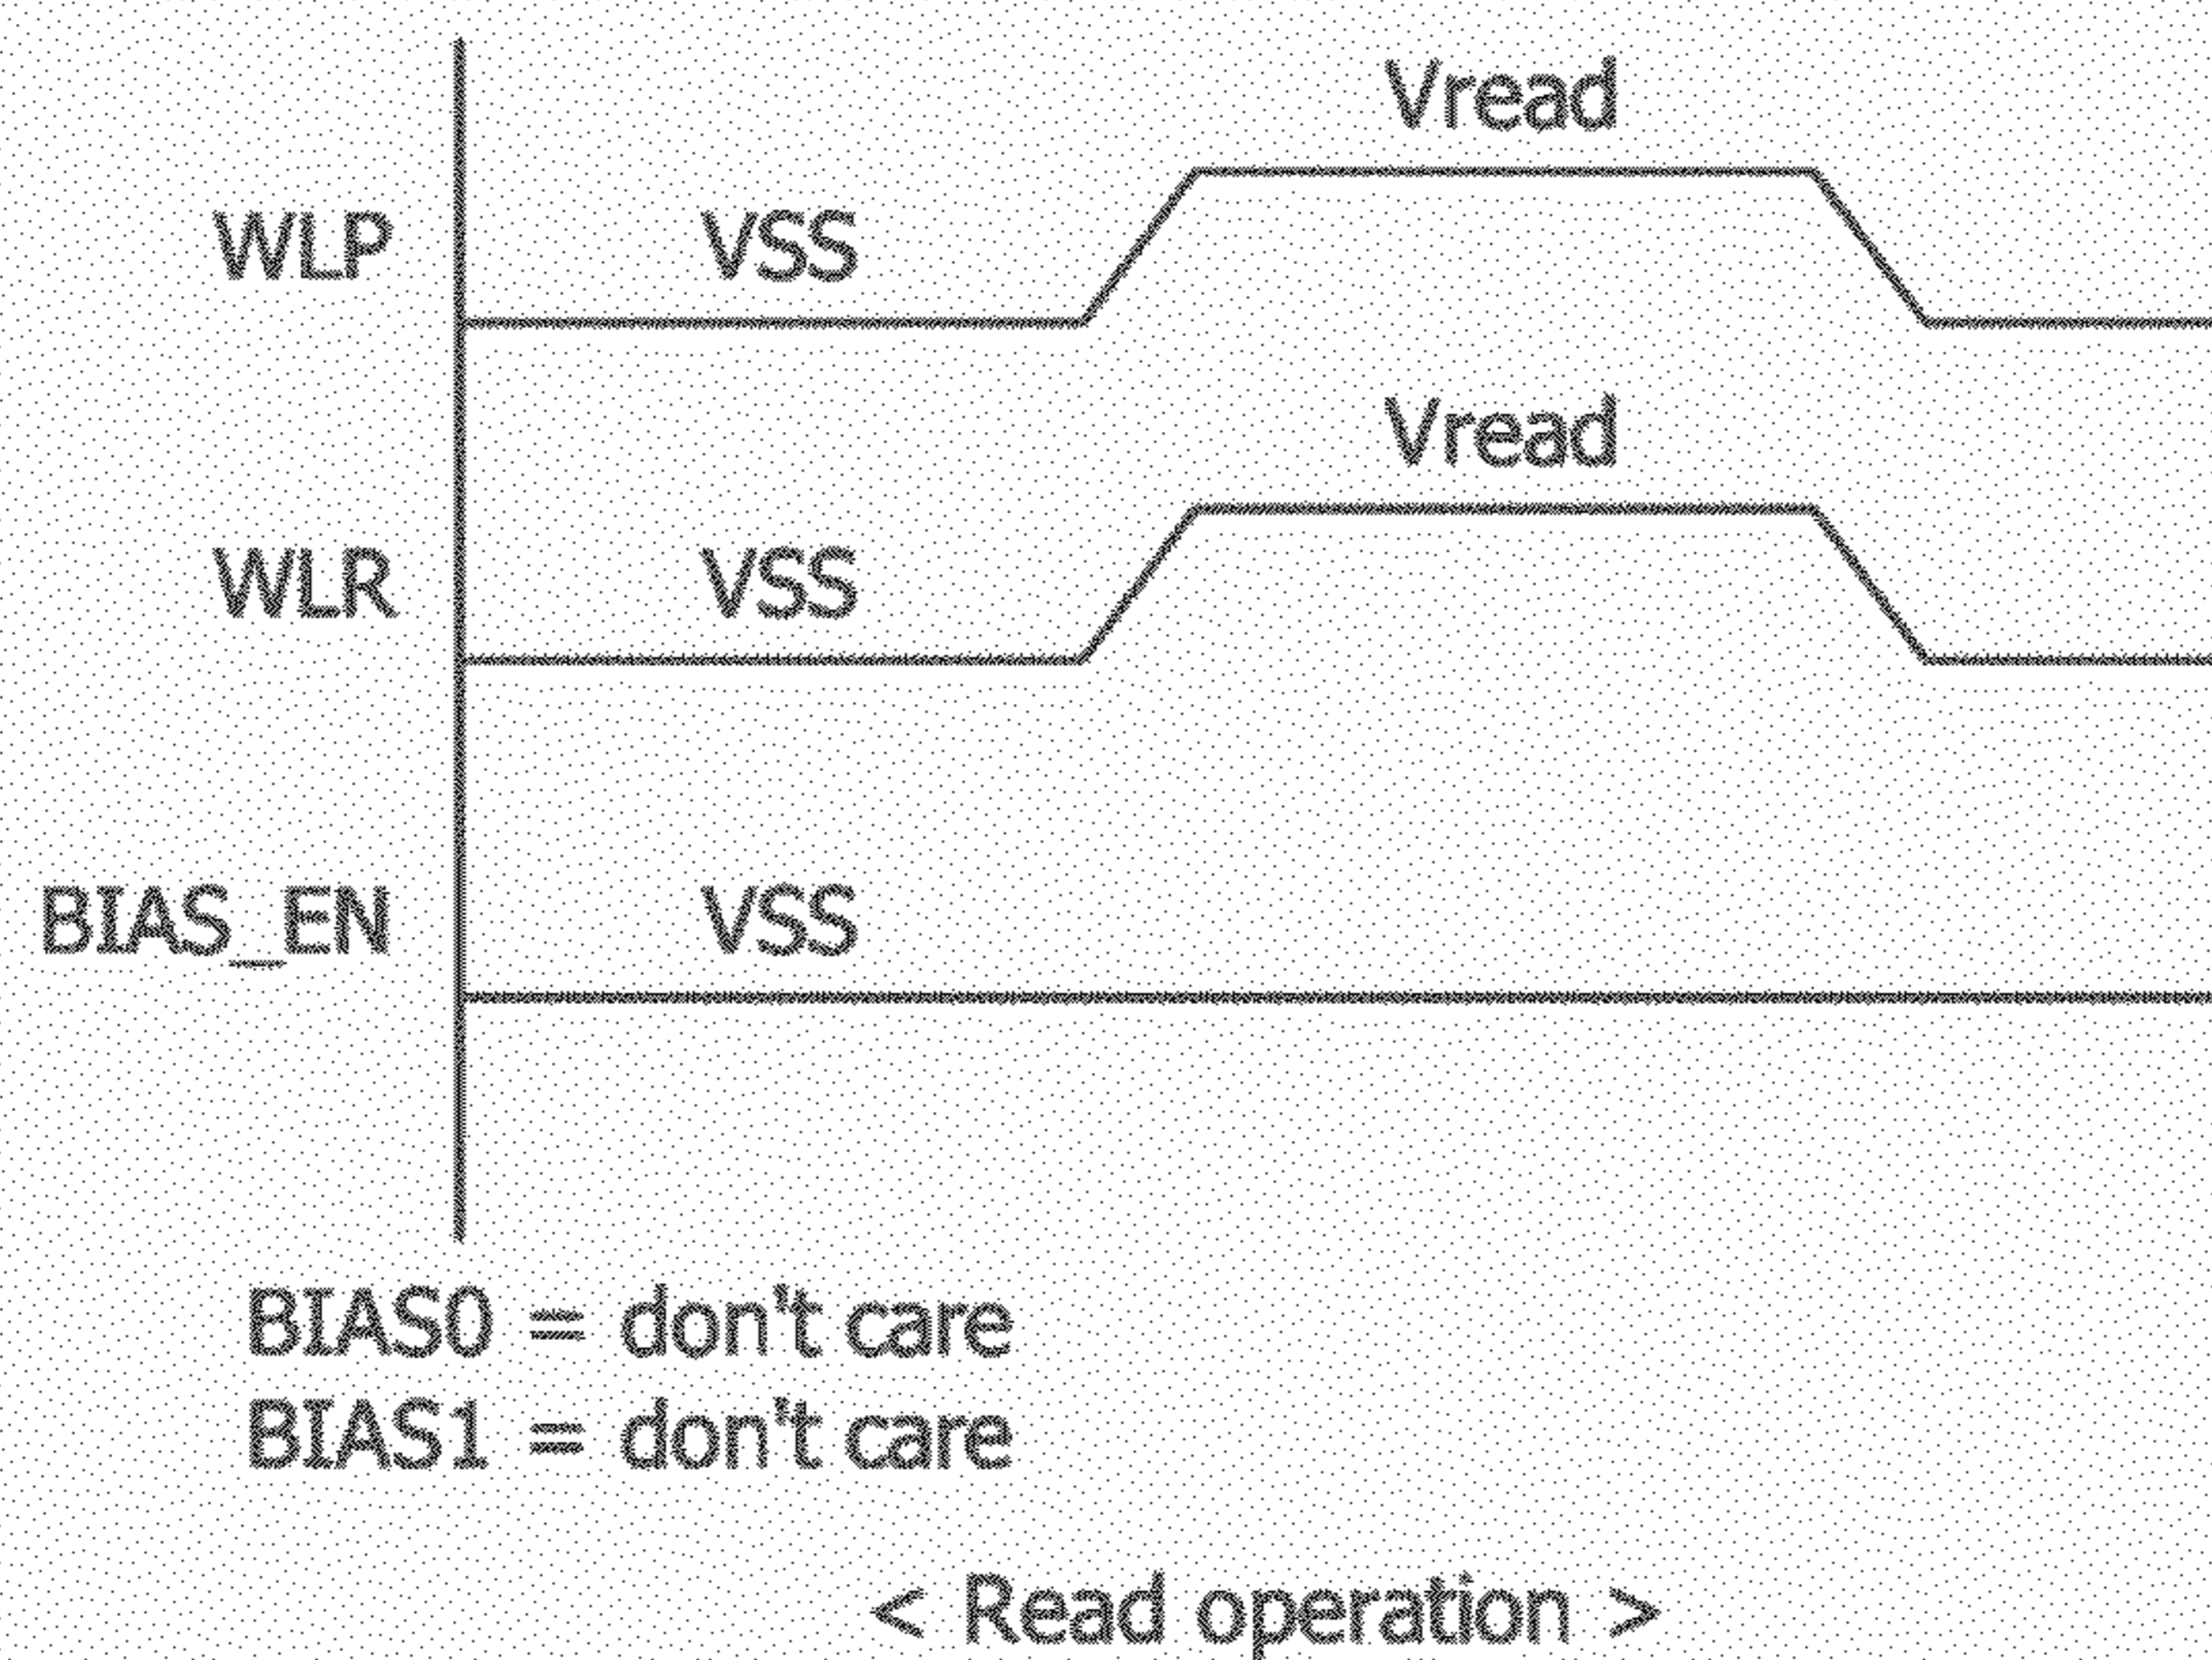 Vread
WLP VSS
Vread
WLR VSS
BIAS_EN VSS
BIAS0 = don't care
BIAS1 = don't care
< Read operation >